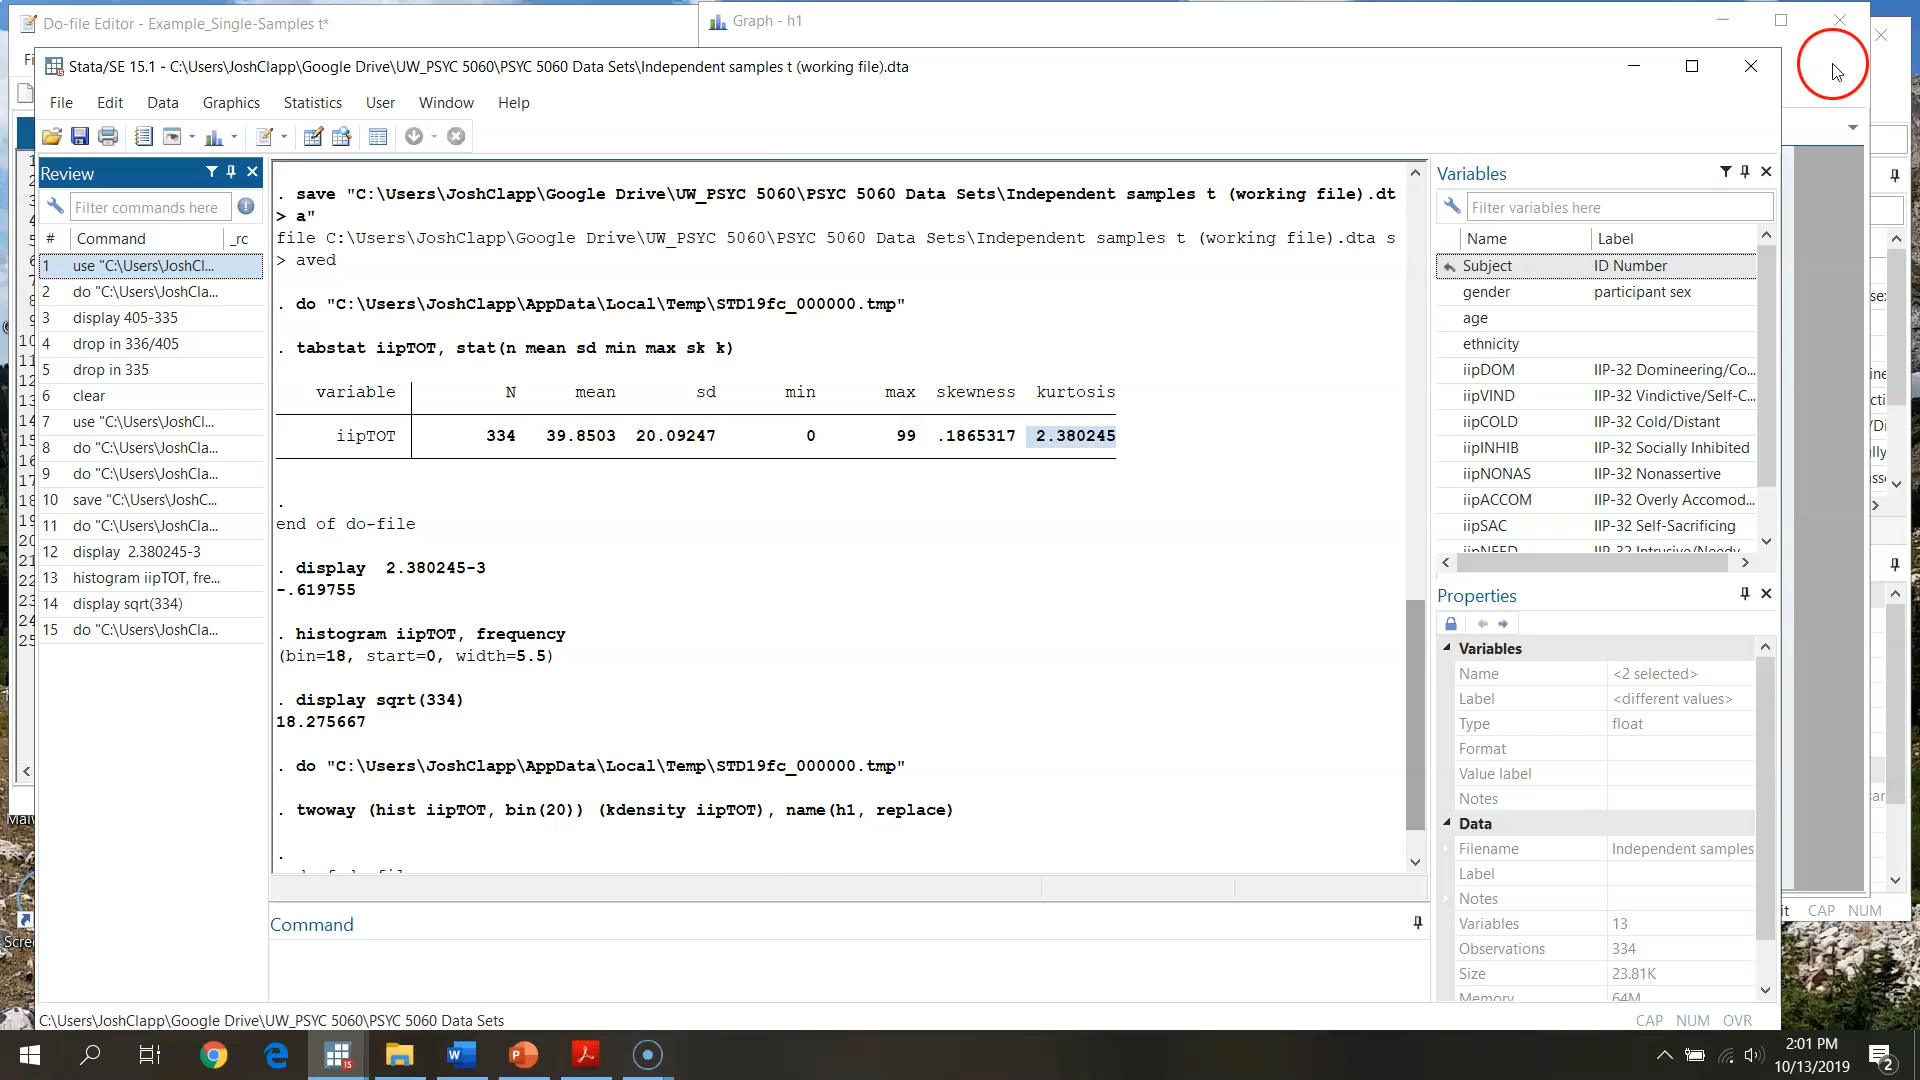 Do-file Editor - Example_Single-Samples t*
Graph - h1
Stata/SE 15.1 - C:\Users\JoshClapp\Google Drive\UW_PSYC 5060\PSYC 5060 Data Sets\Independent samples t (working file).dta
File Edit Data Graphics Statistics User Window Help
Review
Filter commands here
# Command _rc
1 use "C:\Users\JoshCl...
2 do "C:\Users\JoshCla...
3 display 405-335
4 drop in 336/405
5 drop in 335
6 clear
7 use "C:\Users\JoshCl...
8 do "C:\Users\JoshCla...
9 do "C:\Users\JoshCla...
10 save "C:\Users\JoshC...
11 do "C:\Users\JoshCla...
12 display  2.380245-3
13 histogram iipTOT, fre...
14 display sqrt(334)
15 do "C:\Users\JoshCla...
. save "C:\Users\JoshClapp\Google Drive\UW_PSYC 5060\PSYC 5060 Data Sets\Independent samples t (working file).dt
> a"
file C:\Users\JoshClapp\Google Drive\UW_PSYC 5060\PSYC 5060 Data Sets\Independent samples t (working file).dta s
> aved
. do "C:\Users\JoshClapp\AppData\Local\Temp\STD19fc_000000.tmp"
. tabstat iipTOT, stat(n mean sd min max sk k)
variable N mean sd min max skewness kurtosis
iipTOT 334 39.8503 20.09247 0 99 .1865317 2.380245
.
end of do-file
. display  2.380245-3
-.619755
. histogram iipTOT, frequency
(bin=18, start=0, width=5.5)
. display sqrt(334)
18.275667
. do "C:\Users\JoshClapp\AppData\Local\Temp\STD19fc_000000.tmp"
. twoway (hist iipTOT, bin(20)) (kdensity iipTOT), name(h1, replace)
.
Command
Variables
Filter variables here
Name Label
Subject ID Number
gender participant sex
age
ethnicity
iipDOM IIP-32 Domineering/Co...
iipVIND IIP-32 Vindictive/Self-C...
iipCOLD IIP-32 Cold/Distant
iipINHIB IIP-32 Socially Inhibited
iipNONAS IIP-32 Nonassertive
iipACCOM IIP-32 Overly Accomod...
iipSAC IIP-32 Self-Sacrificing
iipNEED IIP-32 Intrusive/Needy
Properties
Variables
Name <2 selected>
Label <different values>
Type float
Format
Value label
Notes
Data
Filename Independent samples
Label
Notes
Variables 13
Observations 334
Size 23.81K
Memory 64M
CAP NUM
C:\Users\JoshClapp\Google Drive\UW_PSYC 5060\PSYC 5060 Data Sets
CAP NUM OVR
2:01 PM
10/13/2019
2